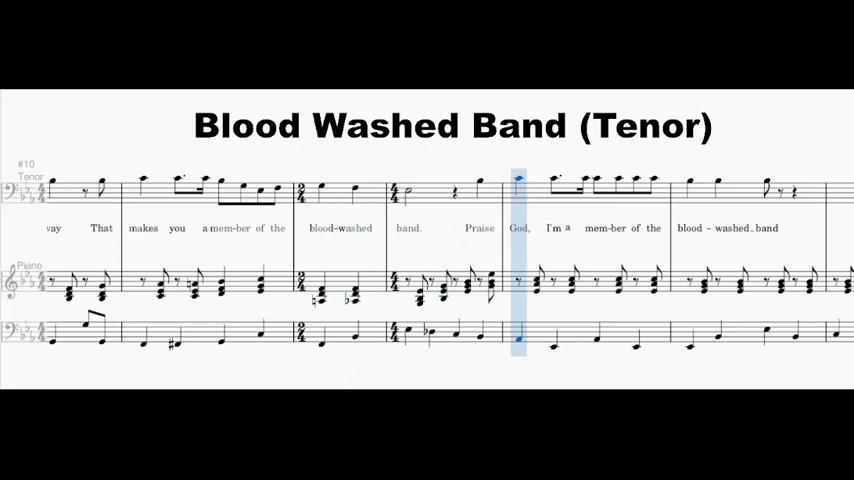 Blood Washed Band (Tenor)
#10
Tenor
vay That makes you a mem-ber of the blood-washed band. Praise God, I'm a mem-ber of the blood - washed band
Piano